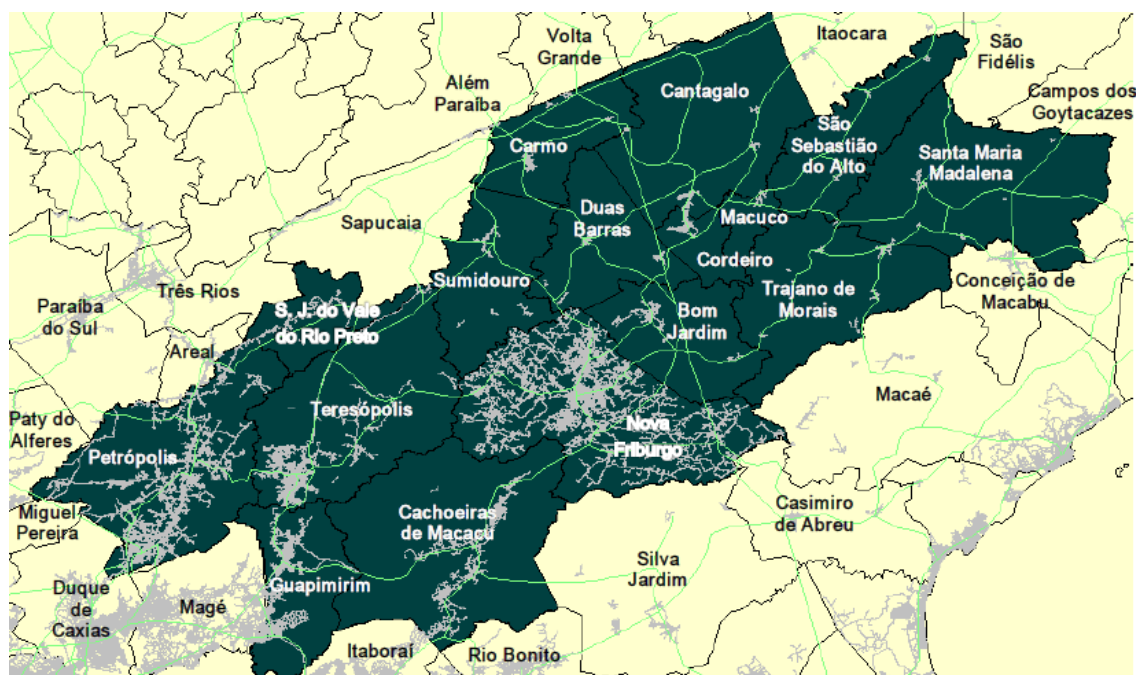 Volta
Grande
Itaocara
São
Fidélis
Além
Paraíba
Cantagalo
Campos dos
Goytacazes
Carmo
São
Sebastião
do Alto
Santa Maria
Madalena
Sapucaia
Duas
Barras
Macuco
Cordeiro
Sumidouro
Trajano de
Morais
Conceição de
Macabu
Três Rios
Paraíba
do Sul
S. J. do Vale
do Rio Preto
Bom
Jardim
Areal
Teresópolis
Macaé
Paty do
Alferes
Nova
Friburgo
Petrópolis
Miguel
Pereira
Cachoeiras
de Macacu
Casimiro
de Abreu
Silva
Jardim
Duque
de
Caxias
Magé
Guapimirim
Itaboraí
Rio Bonito